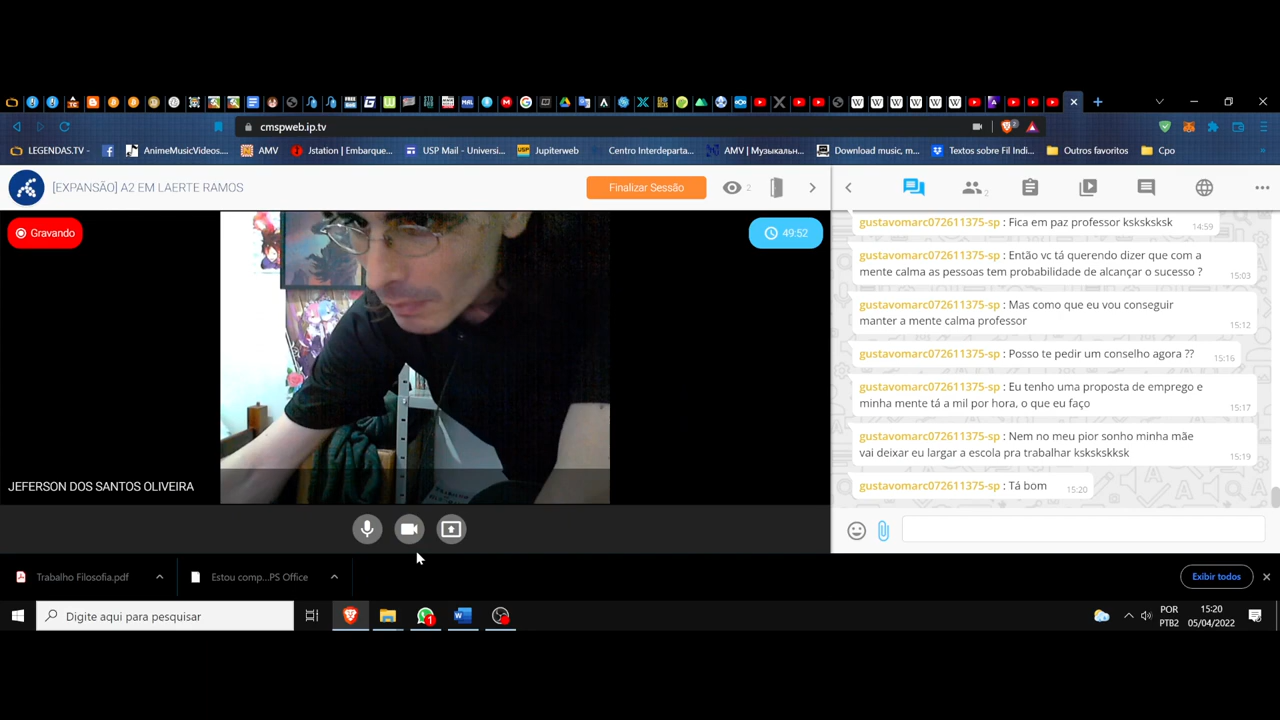 cmspweb.ip.tv
2
LEGENDAS.TV -
AnimeMusicVideos...
AMV
Jstation | Embarque...
USP Mail - Universi...
Jupiterweb
Centro Interdeparta...
AMV | Музыкальн...
Download music, m...
Textos sobre Fil Indi...
Outros favoritos
Cpo
[EXPANSÃO] A2 EM LAERTE RAMOS
Finalizar Sessão
2
2
Gravando
49:52
JEFERSON DOS SANTOS OLIVEIRA
gustavomarc072611375-sp : Fica em paz professor ksksksksk
14:59
gustavomarc072611375-sp : Então vc tá querendo dizer que com a
mente calma as pessoas tem probabilidade de alcançar o sucesso ?
15:03
gustavomarc072611375-sp : Mas como que eu vou conseguir
manter a mente calma professor
15:12
gustavomarc072611375-sp : Posso te pedir um conselho agora ??
15:16
gustavomarc072611375-sp : Eu tenho uma proposta de emprego e
minha mente tá a mil por hora, o que eu faço
15:17
gustavomarc072611375-sp : Nem no meu pior sonho minha mãe
vai deixar eu largar a escola pra trabalhar ksksksksk
15:19
gustavomarc072611375-sp : Tá bom
15:20
Trabalho Filosofia.pdf
Estou comp...PS Office
Exibir todos
Digite aqui para pesquisar
1
POR
PTB2
15:20
05/04/2022